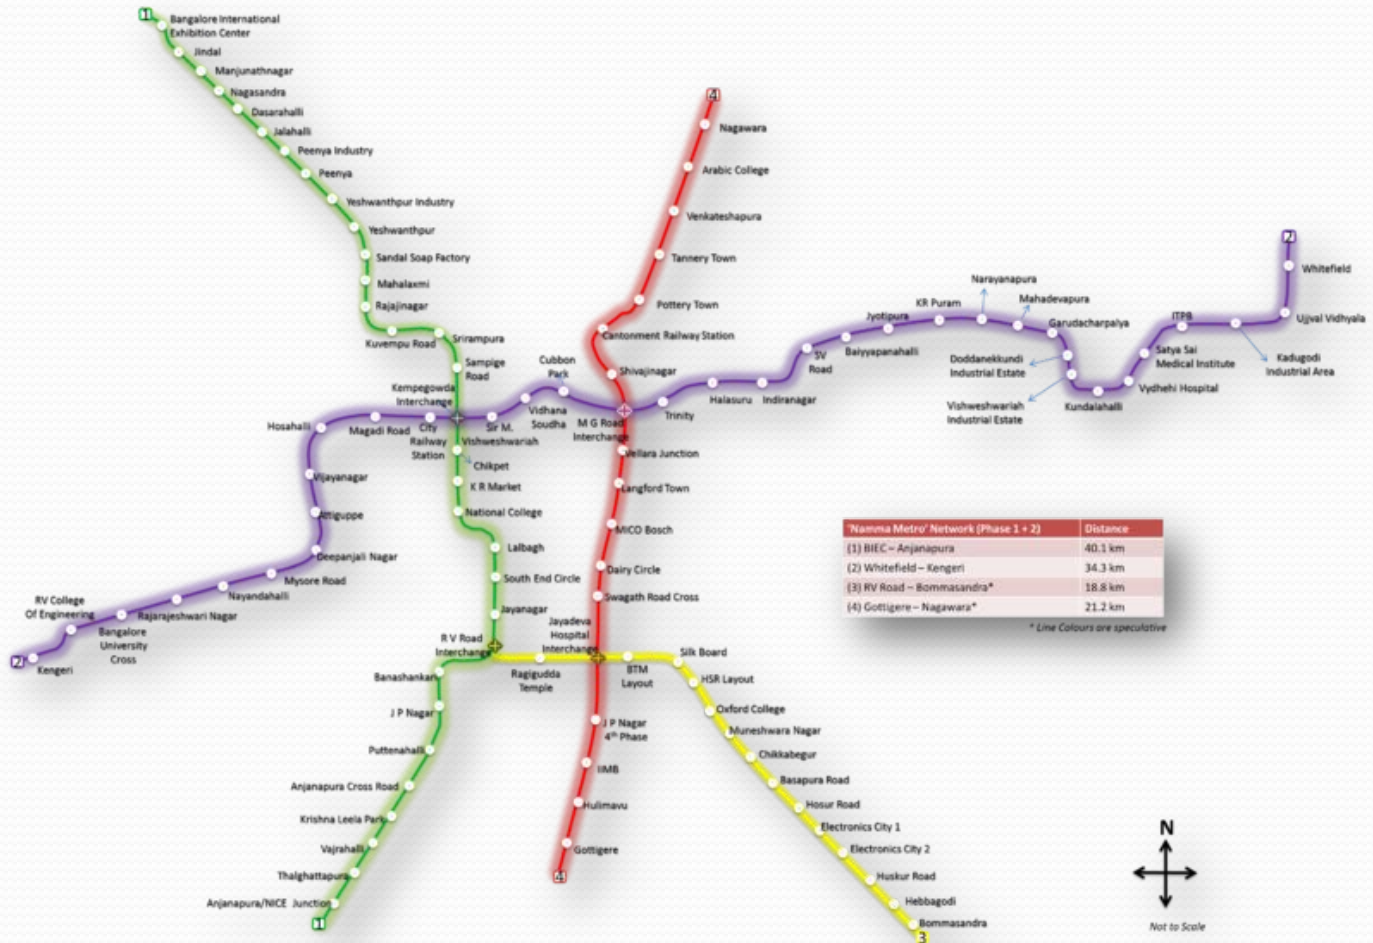 1
Bangalore International
Exhibition Center
Jindal
Manjunathnagar
Nagasandra
Dasarahalli
Jalahalli
Peenya Industry
Peenya
Yeshwanthpur Industry
Yeshwanthpur
Sandal Soap Factory
Mahalaxmi
Rajajinagar
Kuvempu Road
Srirampura
Sampige
Road
Kempegowda
Interchange
Chikpet
K R Market
National College
Lalbagh
South End Circle
Jayanagar
R V Road
Interchange
Banashankari
J P Nagar
Puttenahalli
Anjanapura Cross Road
Krishna Leela Park
Vajrahalli
Thalghattapura
Anjanapura/NICE Junction
1
4
Nagawara
Arabic College
Venkateshapura
Tannery Town
Pottery Town
Cantonment Railway Station
Shivajinagar
M G Road
Interchange
Vellara Junction
Langford Town
MICO Bosch
Dairy Circle
Swagath Road Cross
Jayadeva
Hospital
Interchange
J P Nagar
4th Phase
IIMB
Hulimavu
Gottigere
4
2
Whitefield
Ujjval Vidhyala
Kadugodi
Industrial Area
ITPB
Satya Sai
Medical Institute
Vydhehi Hospital
Kundalahalli
Vishweshwariah
Industrial Estate
Doddanekkundi
Industrial Estate
Garudacharpalya
Mahadevapura
Narayanapura
KR Puram
Jyotipura
Baiyyapanahalli
SV
Road
Indiranagar
Halasuru
Trinity
Cubbon
Park
Vidhana
Soudha
Sir M.
Vishweshwariah
City
Railway
Station
Magadi Road
Hosahalli
Vijayanagar
Attiguppe
Deepanjali Nagar
Mysore Road
Nayandahalli
Rajarajeshwari Nagar
Bangalore
University
Cross
RV College
Of Engineering
Kengeri
2
Ragigudda
Temple
BTM
Layout
Silk Board
HSR Layout
Oxford College
Muneshwara Nagar
Chikkabegur
Basapura Road
Hosur Road
Electronics City 1
Electronics City 2
Huskur Road
Hebbagodi
Bommasandra
3
'Namma Metro' Network (Phase 1 + 2) Distance
(1) BIEC – Anjanapura 40.1 km
(2) Whitefield – Kengeri 34.3 km
(3) RV Road – Bommasandra* 18.8 km
(4) Gottigere – Nagawara* 21.2 km
* Line Colours are speculative
N
Not to Scale